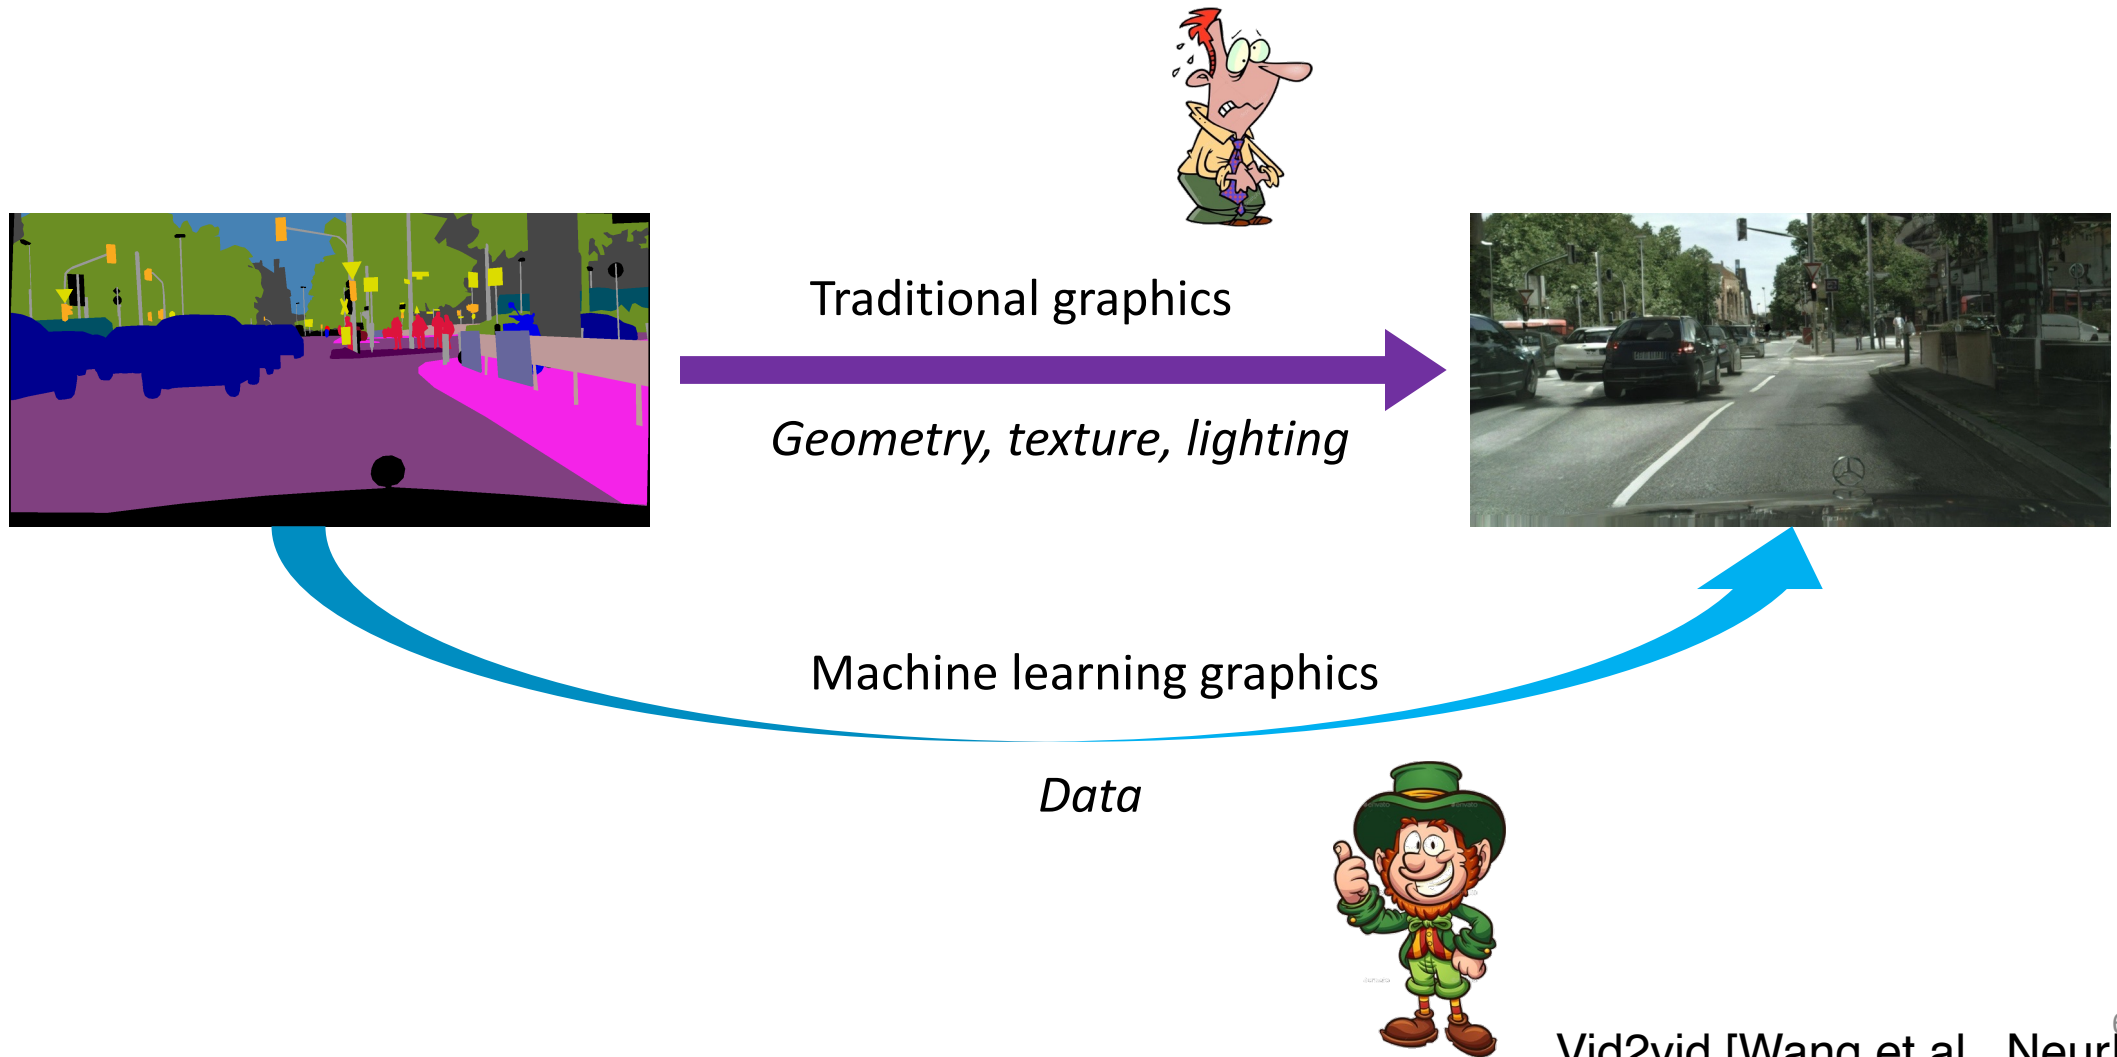 Traditional graphics
Geometry, texture, lighting
Machine learning graphics
Data
Vid2vid [Wang et al., Neur